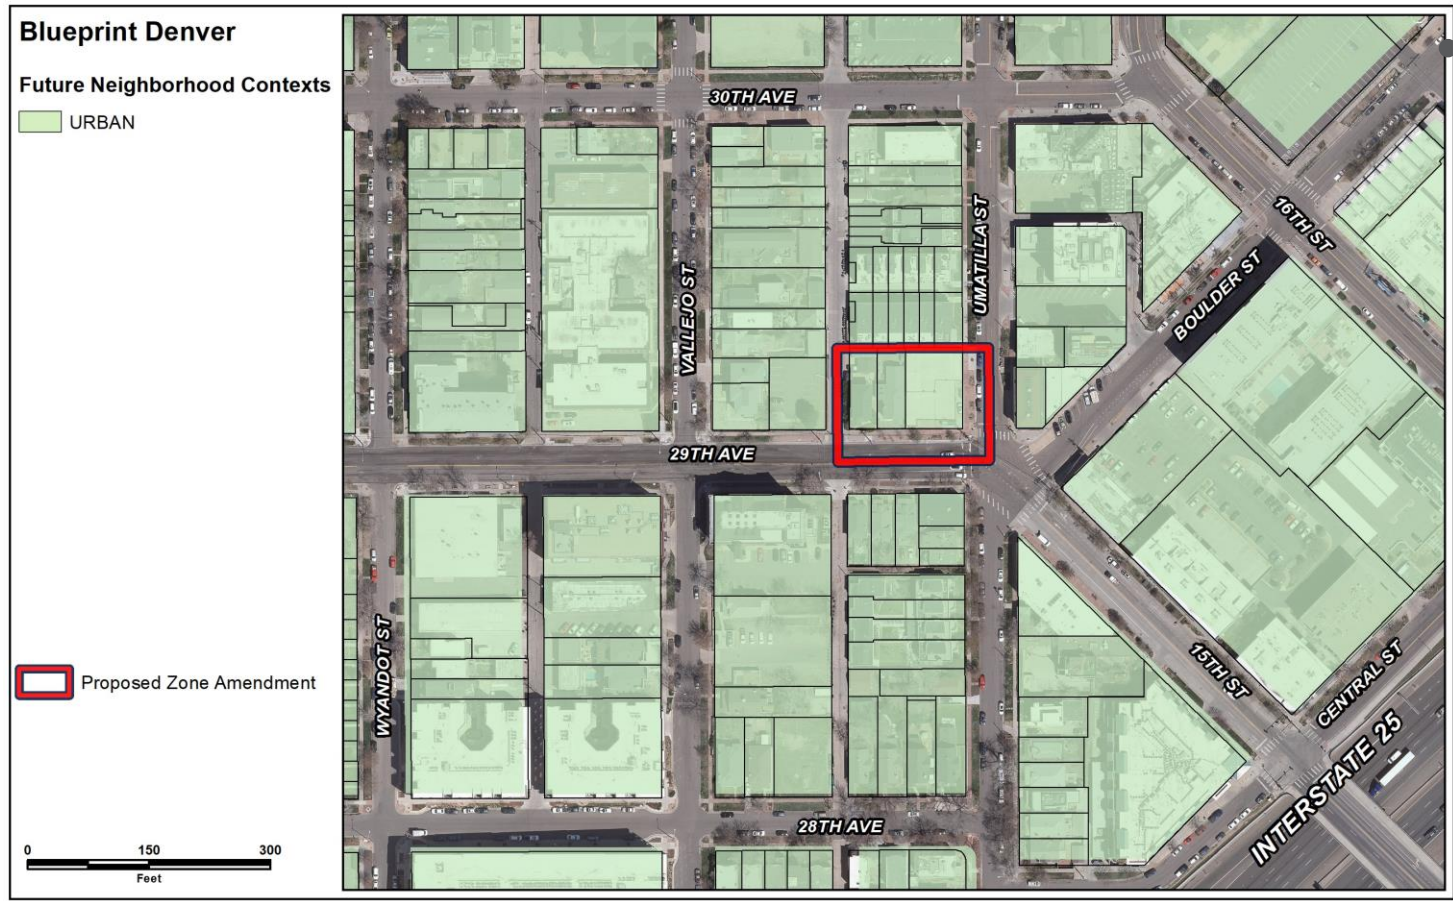 Blueprint Denver
Future Neighborhood Contexts
URBAN
30TH AVE
UMATILLA ST
16TH ST
BOULDER ST
VALLEJO ST
29TH AVE
WYANDOT ST
15TH ST
CENTRAL ST
INTERSTATE 25
28TH AVE
Proposed Zone Amendment
0 150 300
Feet